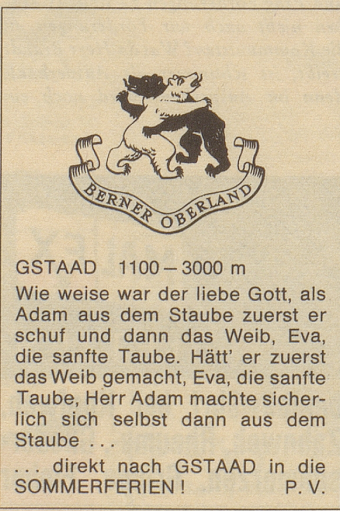 BERNER OBERLAND
GSTAAD 1100 – 3000 m
Wie weise war der liebe Gott, als
Adam aus dem Staube zuerst er
schuf und dann das Weib, Eva,
die sanfte Taube. Hätt' er zuerst
das Weib gemacht, Eva, die sanfte
Taube, Herr Adam machte sicher-
lich sich selbst dann aus dem
Staube ...
... direkt nach GSTAAD in die
SOMMERFERIEN! P. V.